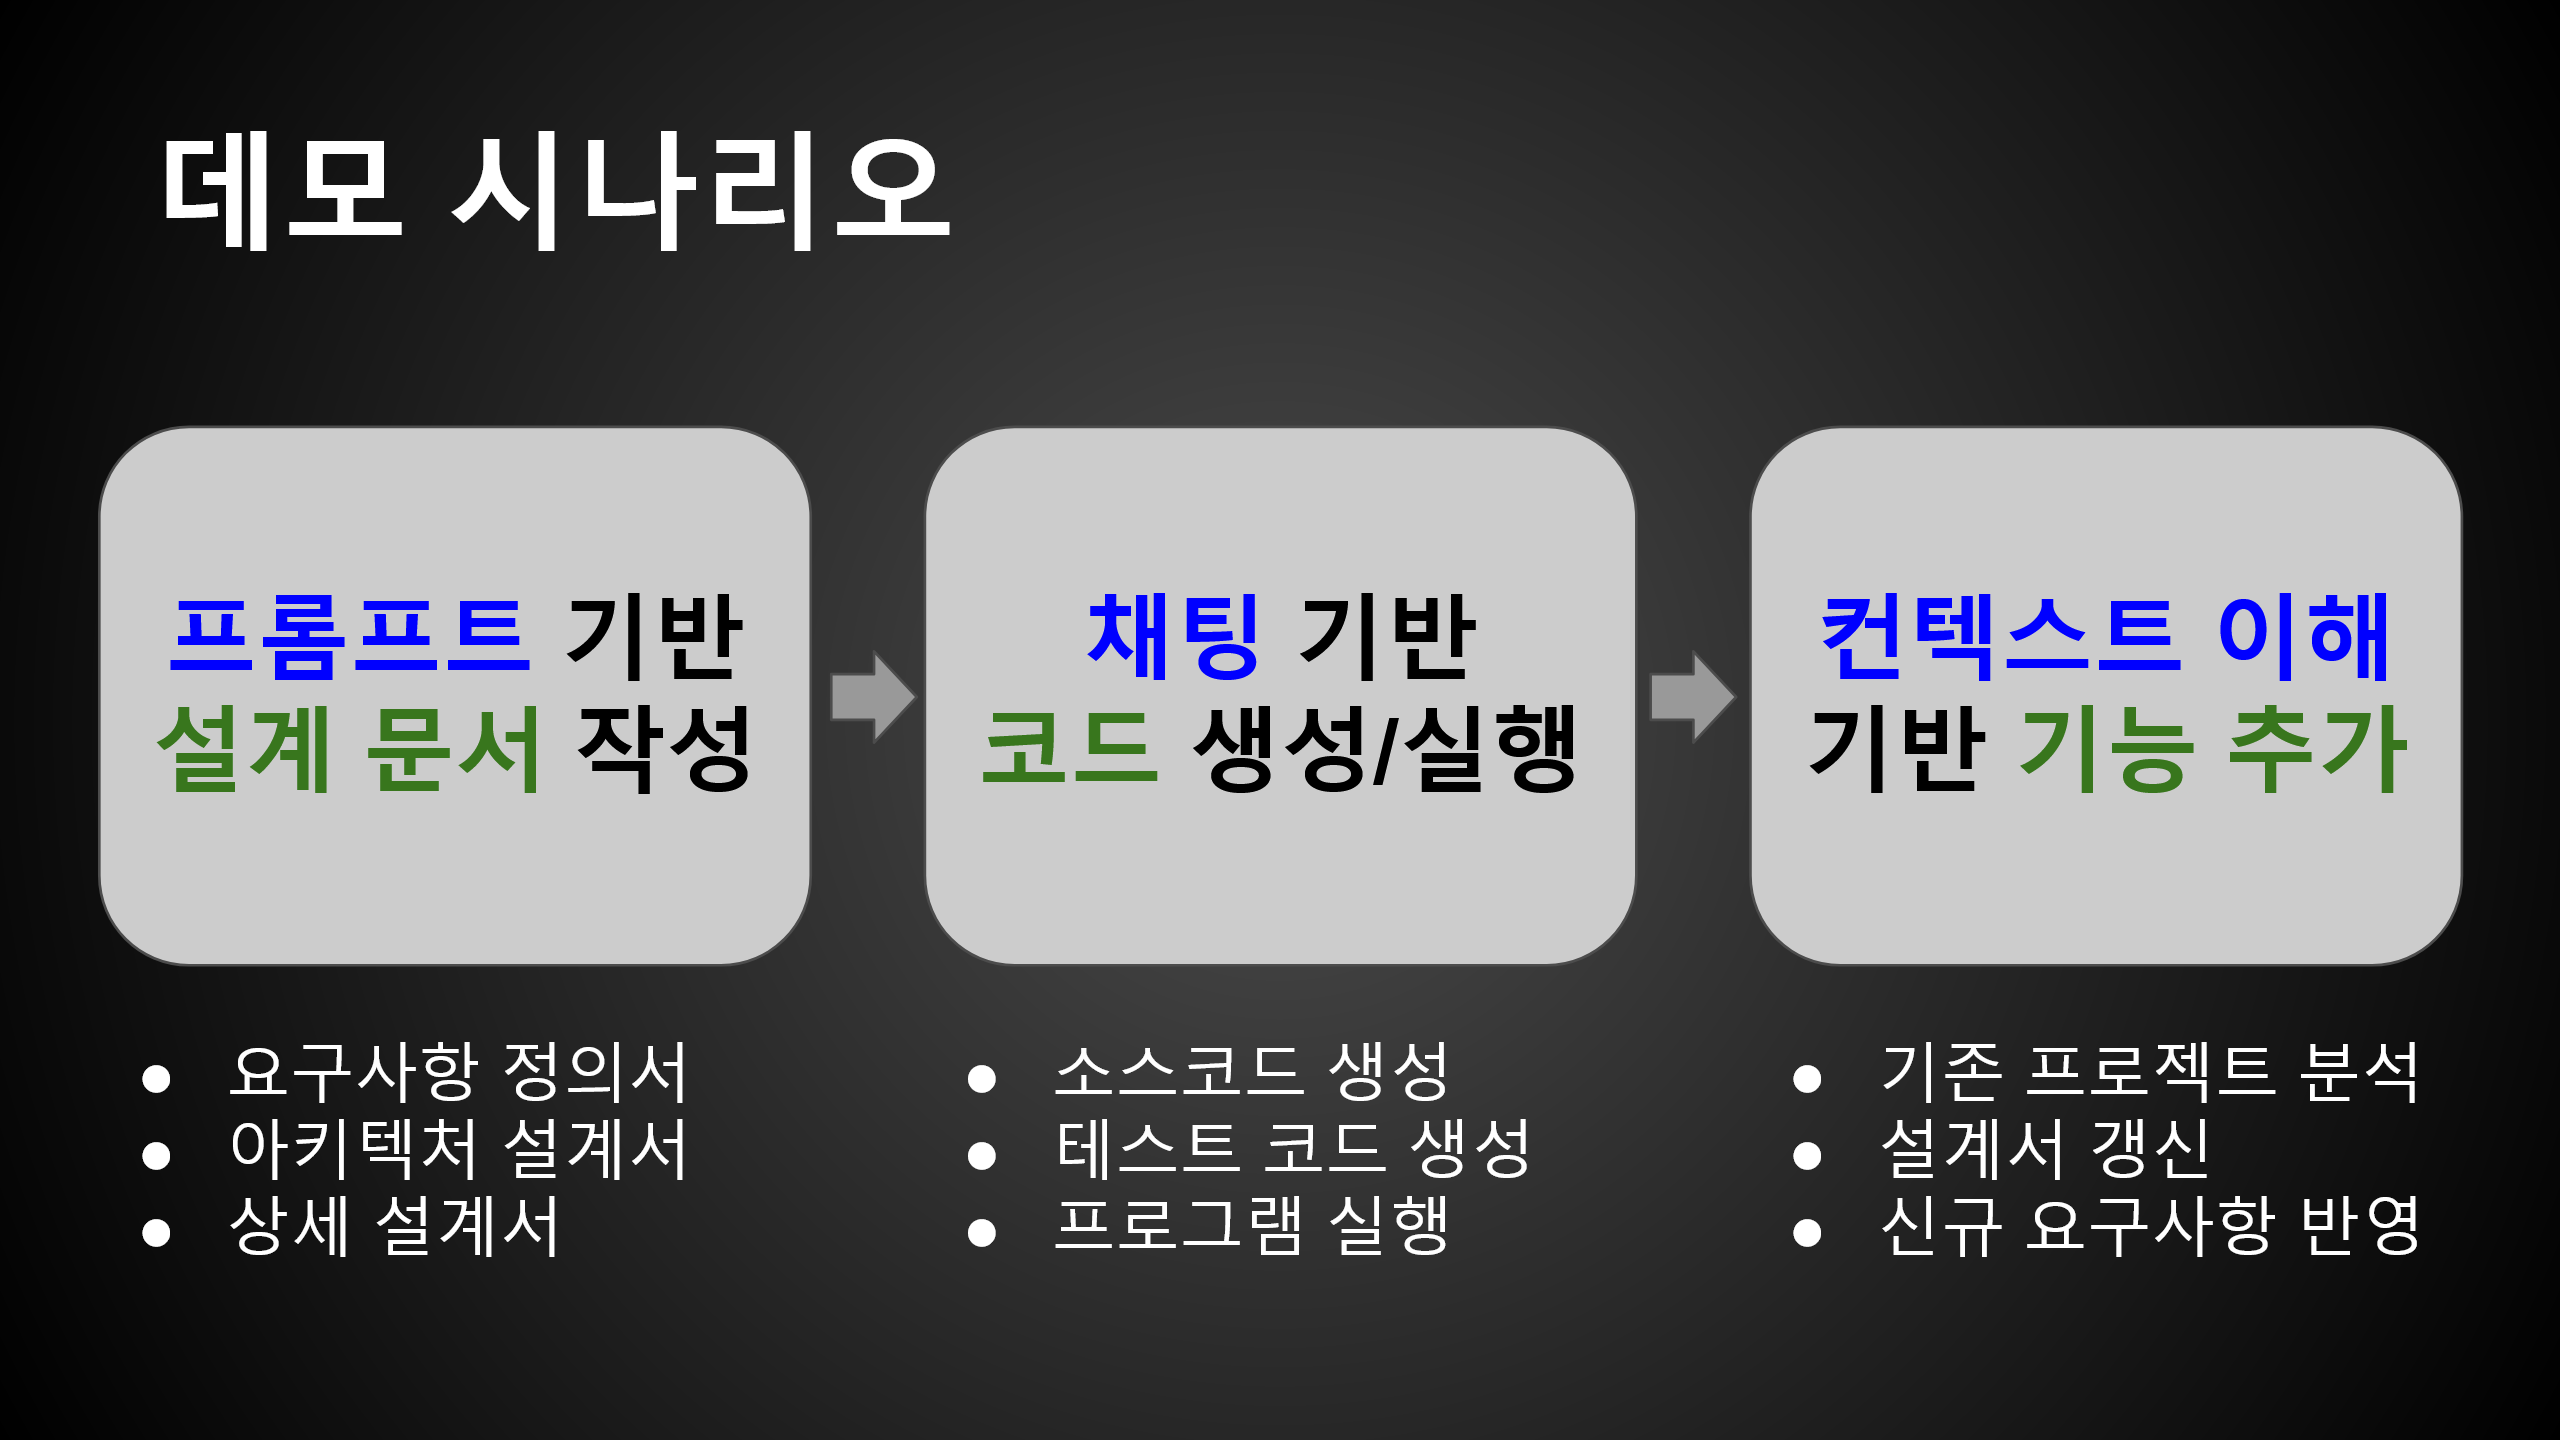 데모 시나리오
프롬프트 기반
설계 문서 작성
채팅 기반
코드 생성/실행
컨텍스트 이해
기반 기능 추가
● 요구사항 정의서
● 아키텍처 설계서
● 상세 설계서
● 소스코드 생성
● 테스트 코드 생성
● 프로그램 실행
● 기존 프로젝트 분석
● 설계서 갱신
● 신규 요구사항 반영